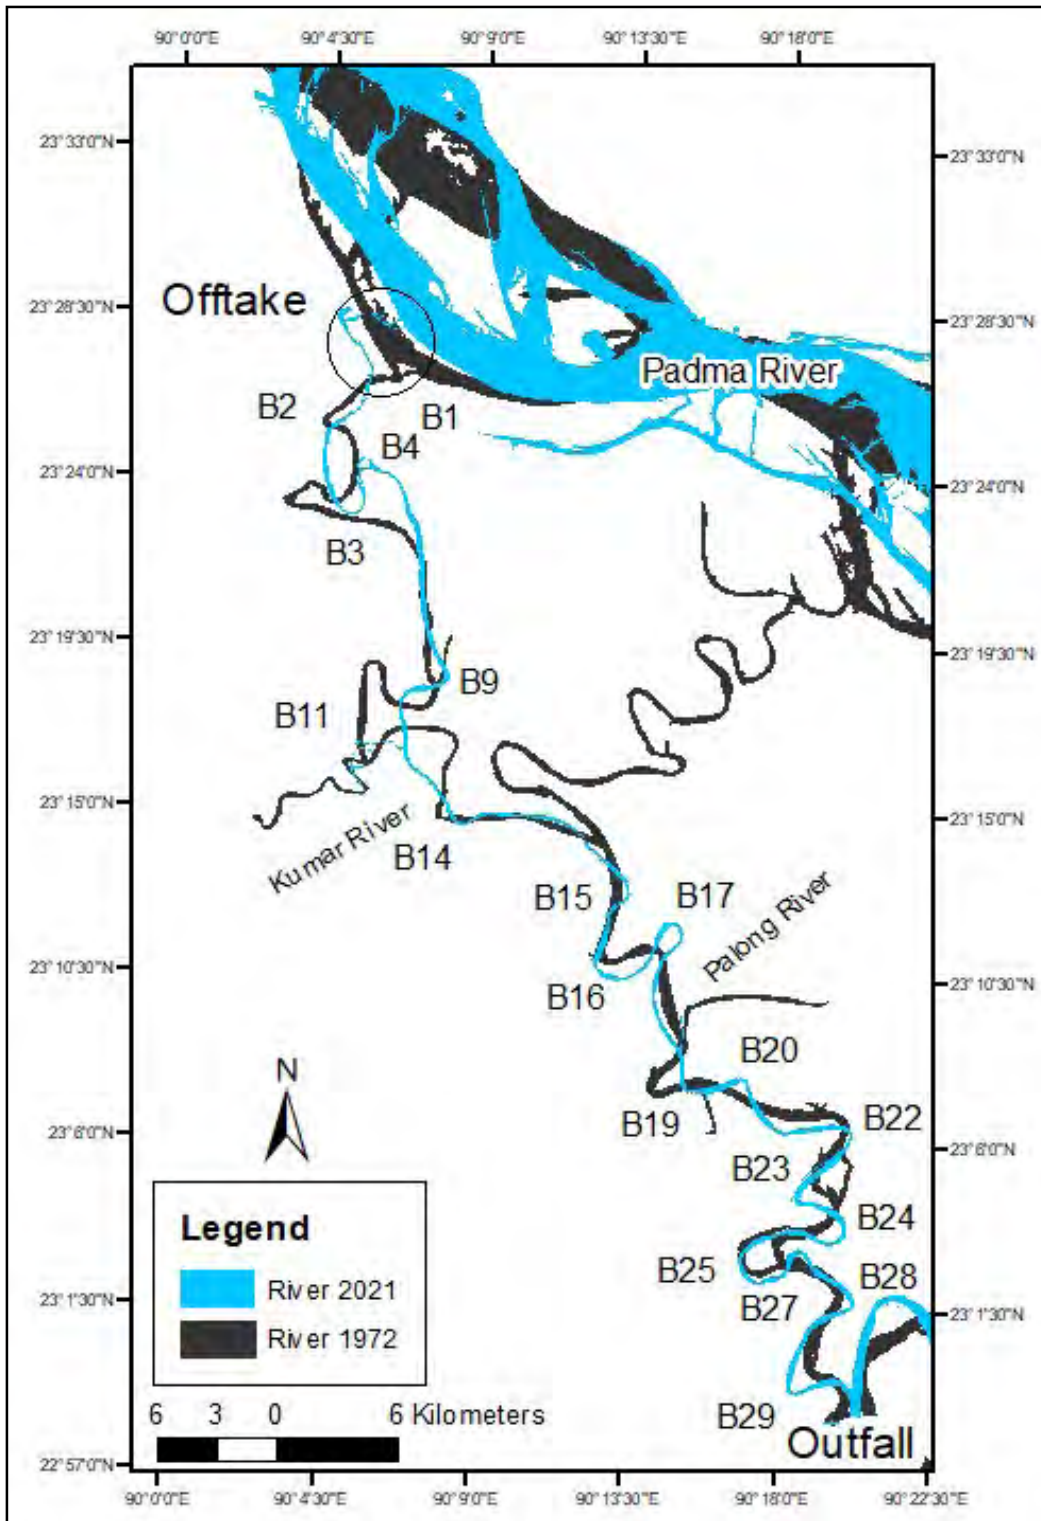 90°0'0"E
90°4'30"E
90°9'0"E
90°13'30"E
90°18'0"E
23°33'0"N
23°33'0"N
Offtake
23°28'30"N
23°28'30"N
Padma River
B2
B1
B4
23°24'0"N
23°24'0"N
B3
23°19'30"N
23°19'30"N
B9
B11
23°15'0"N
23°15'0"N
Kumar River
B14
B15
B17
Palong River
23°10'30"N
23°10'30"N
B16
B20
N
B19
B22
23°6'0"N
23°6'0"N
B23
Legend
B24
B25
B28
River 2021
B27
23°1'30"N
23°1'30"N
River 1972
6 3 0 6 Kilometers
B29
Outfall
22°57'0"N
90°0'0"E
90°4'30"E
90°9'0"E
90°13'30"E
90°18'0"E
90°22'30"E